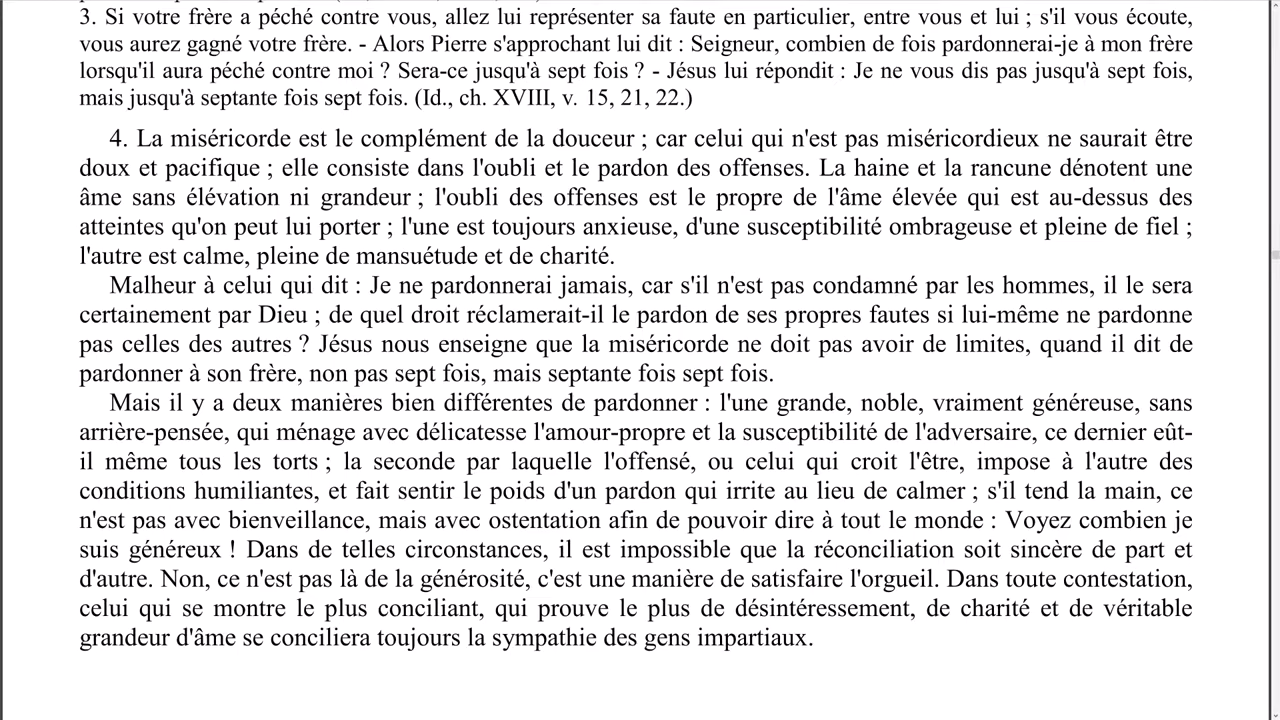 3. Si votre frère a péché contre vous, allez lui représenter sa faute en particulier, entre vous et lui ; s'il vous écoute,
vous aurez gagné votre frère. - Alors Pierre s'approchant lui dit : Seigneur, combien de fois pardonnerai-je à mon frère
lorsqu'il aura péché contre moi ? Sera-ce jusqu'à sept fois ? - Jésus lui répondit : Je ne vous dis pas jusqu'à sept fois,
mais jusqu'à septante fois sept fois. (Id., ch. XVIII, v. 15, 21, 22.)
4. La miséricorde est le complément de la douceur ; car celui qui n'est pas miséricordieux ne saurait être
doux et pacifique ; elle consiste dans l'oubli et le pardon des offenses. La haine et la rancune dénotent une
âme sans élévation ni grandeur ; l'oubli des offenses est le propre de l'âme élevée qui est au-dessus des
atteintes qu'on peut lui porter ; l'une est toujours anxieuse, d'une susceptibilité ombrageuse et pleine de fiel ;
l'autre est calme, pleine de mansuétude et de charité.
Malheur à celui qui dit : Je ne pardonnerai jamais, car s'il n'est pas condamné par les hommes, il le sera
certainement par Dieu ; de quel droit réclamerait-il le pardon de ses propres fautes si lui-même ne pardonne
pas celles des autres ? Jésus nous enseigne que la miséricorde ne doit pas avoir de limites, quand il dit de
pardonner à son frère, non pas sept fois, mais septante fois sept fois.
Mais il y a deux manières bien différentes de pardonner : l'une grande, noble, vraiment généreuse, sans
arrière-pensée, qui ménage avec délicatesse l'amour-propre et la susceptibilité de l'adversaire, ce dernier eût-
il même tous les torts ; la seconde par laquelle l'offensé, ou celui qui croit l'être, impose à l'autre des
conditions humiliantes, et fait sentir le poids d'un pardon qui irrite au lieu de calmer ; s'il tend la main, ce
n'est pas avec bienveillance, mais avec ostentation afin de pouvoir dire à tout le monde : Voyez combien je
suis généreux ! Dans de telles circonstances, il est impossible que la réconciliation soit sincère de part et
d'autre. Non, ce n'est pas là de la générosité, c'est une manière de satisfaire l'orgueil. Dans toute contestation,
celui qui se montre le plus conciliant, qui prouve le plus de désintéressement, de charité et de véritable
grandeur d'âme se conciliera toujours la sympathie des gens impartiaux.